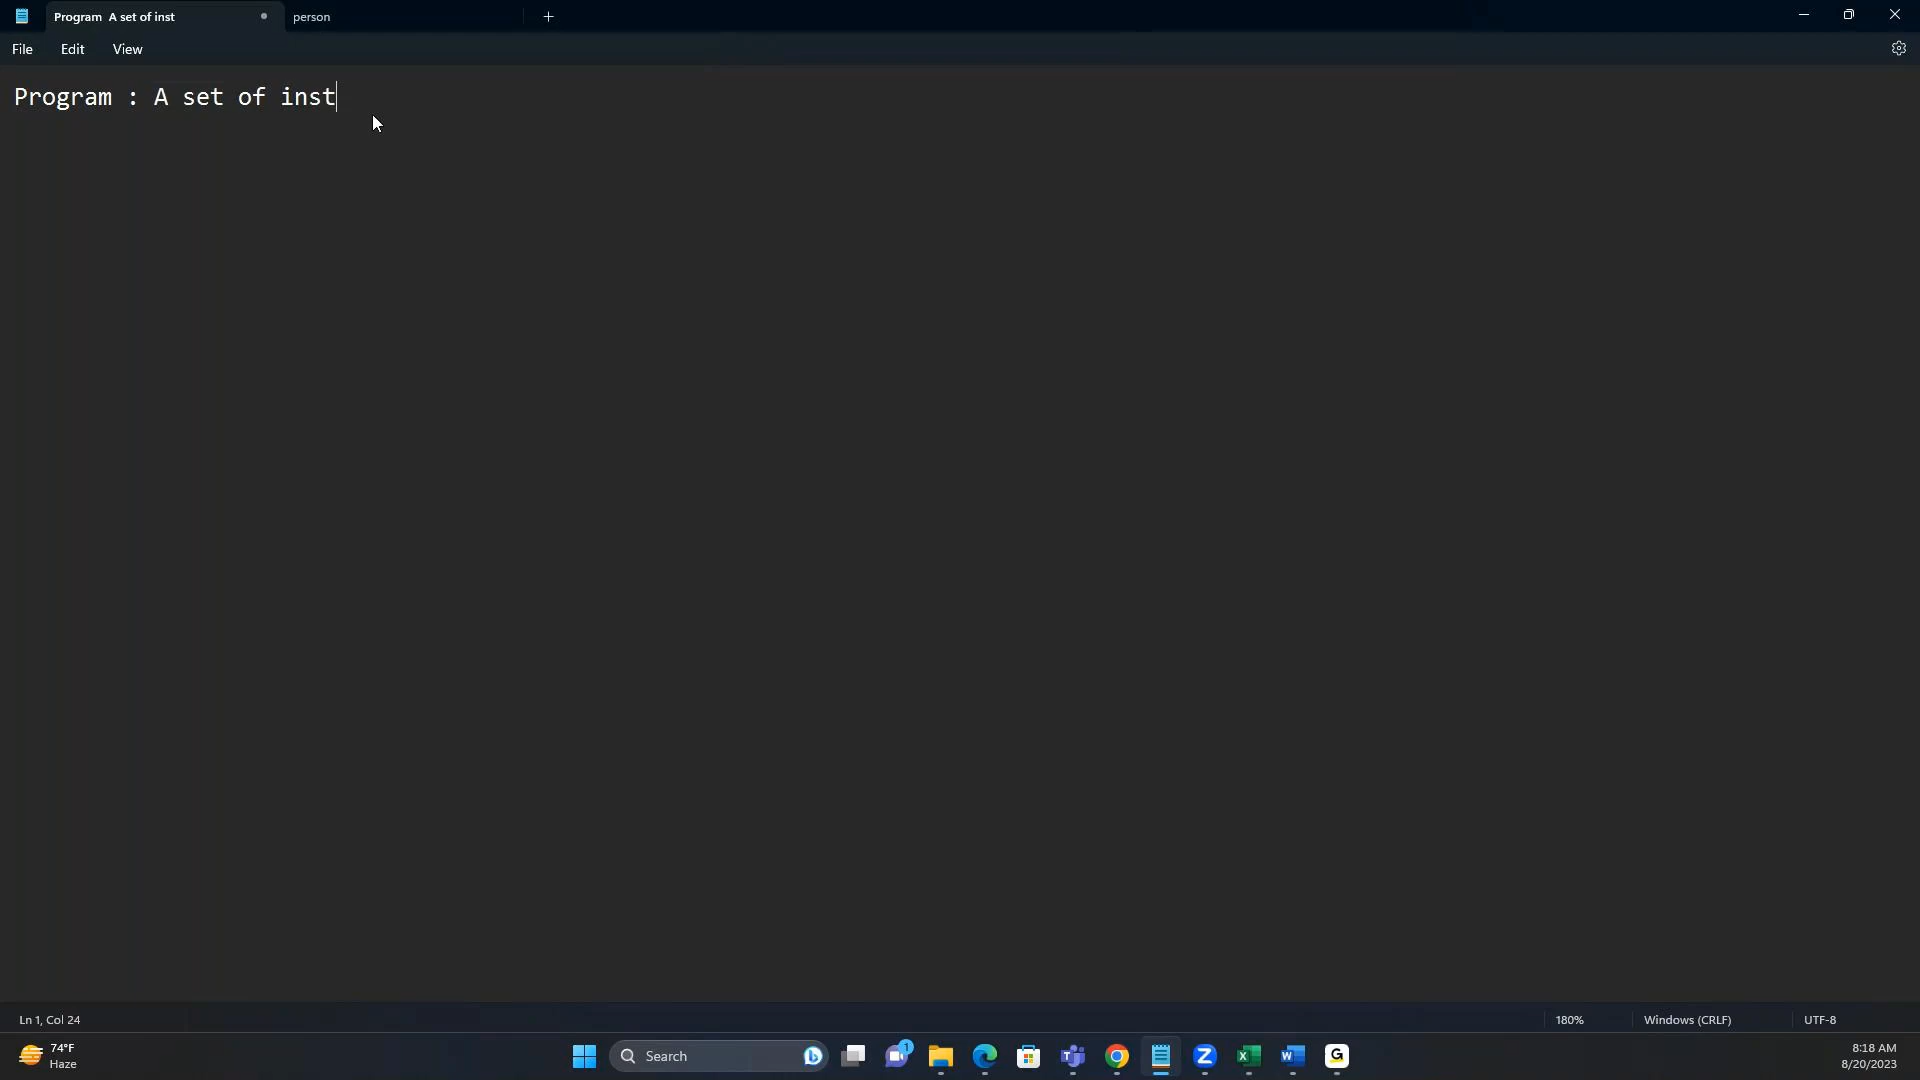 Program A set of inst
person
File Edit View
Program : A set of inst
Ln 1, Col 24
180%
Windows (CRLF)
UTF-8
74°F
Haze
Search
1
8:18 AM
8/20/2023